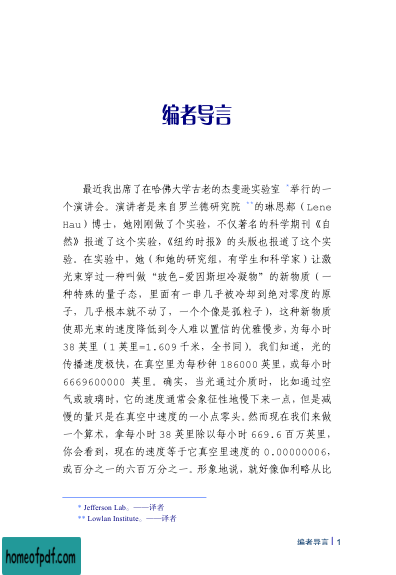 编者导言
最近我出席了在哈佛大学古老的杰斐逊实验室*举行的一
个演讲会。演讲者是来自罗兰德研究院**的琳恩郝(Lene
Hau)博士,她刚刚做了个实验,不仅著名的科学期刊《自
然》报道了这个实验,《纽约时报》的头版也报道了这个实
验。在实验中,她(和她的研究组,有学生和科学家)让激
光束穿过一种叫做“玻色-爱因斯坦冷凝物”的新物质(一
种特殊的量子态,里面有一串几乎被冷却到绝对零度的原
子,几乎根本就不动了,一个个像是孤粒子),这种新物质
使那光束的速度降低到令人难以置信的优雅慢步,为每小时
38英里(1英里=1.609千米,全书同)。我们知道,光的
传播速度极快,在真空里为每秒钟186000英里,或每小时
6669600000 英里。确实,当光通过介质时,比如通过空
气或玻璃时,它的速度通常会象征性地慢下来一点,但是减
慢的量只是在真空中速度的一小点零头。然而现在我们来做
一个算术,拿每小时38英里除以每小时669.6百万英里,
你会看到,现在的速度等于它真空里速度的0.00000006,
或百分之一的六百万分之一。形象地说,就好像伽利略从比
* Jefferson Lab。——译者
** Lowlan Institute。——译者
编者导言 | 1
homeofpdf.com